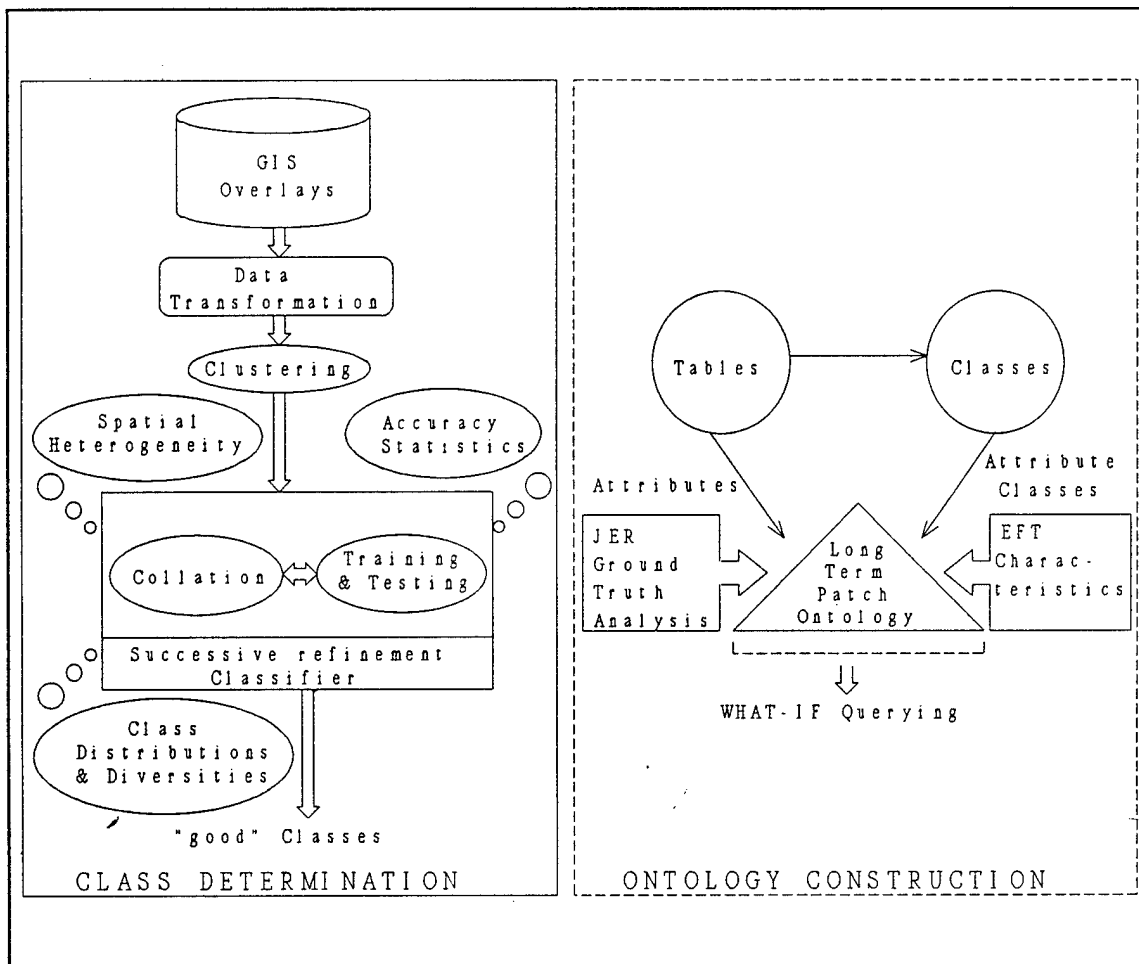 GIS
Overlays
Data
Transformation
Clustering
Spatial
Heterogeneity
Accuracy
Statistics
Collation
Training
& Testing
Successive refinement
Classifier
Class
Distributions
& Diversities
"good" Classes
CLASS DETERMINATION
Tables
Classes
Attributes
Attribute
Classes
JER
Ground
Truth
Analysis
Long
Term
Patch
Ontology
EFT
Charac-
teristics
WHAT-IF Querying
ONTOLOGY CONSTRUCTION